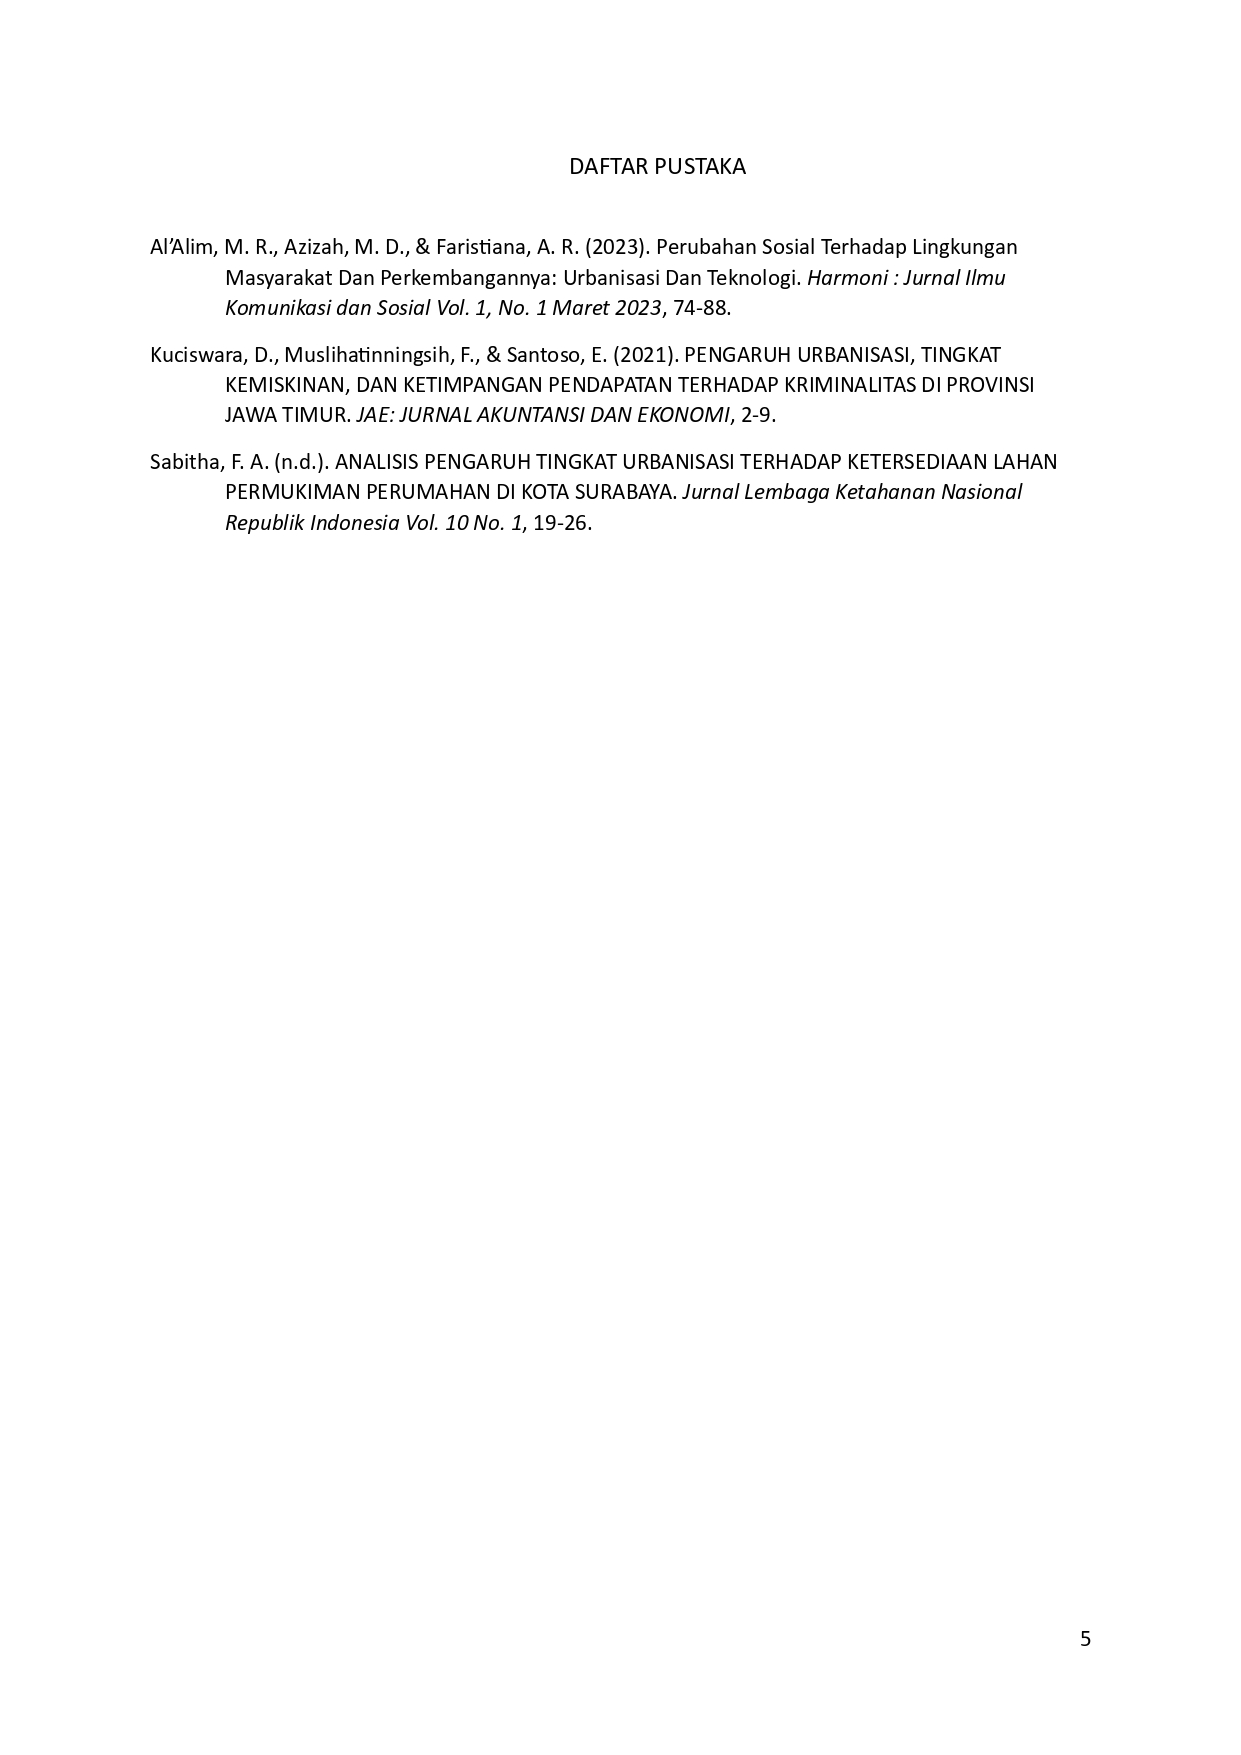 DAFTAR PUSTAKA
Al’Alim, M. R., Azizah, M. D., & Faristiana, A. R. (2023). Perubahan Sosial Terhadap Lingkungan
Masyarakat Dan Perkembangannya: Urbanisasi Dan Teknologi. Harmoni : Jurnal Ilmu
Komunikasi dan Sosial Vol. 1, No. 1 Maret 2023, 74-88.
Kuciswara, D., Muslihatinningsih, F., & Santoso, E. (2021). PENGARUH URBANISASI, TINGKAT
KEMISKINAN, DAN KETIMPANGAN PENDAPATAN TERHADAP KRIMINALITAS DI PROVINSI
JAWA TIMUR. JAE: JURNAL AKUNTANSI DAN EKONOMI, 2-9.
Sabitha, F. A. (n.d.). ANALISIS PENGARUH TINGKAT URBANISASI TERHADAP KETERSEDIAAN LAHAN
PERMUKIMAN PERUMAHAN DI KOTA SURABAYA. Jurnal Lembaga Ketahanan Nasional
Republik Indonesia Vol. 10 No. 1, 19-26.
5